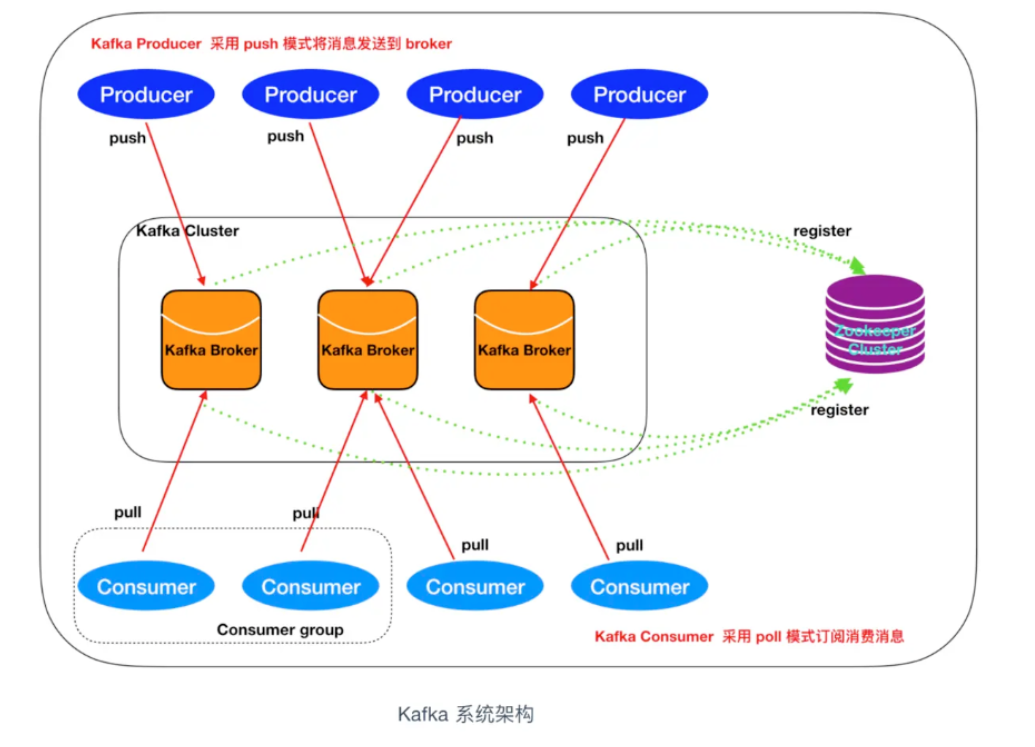 Kafka Producer 采用 push 模式将消息发送到 broker
Producer Producer Producer Producer
push push push push
Kafka Cluster
register
Kafka Broker Kafka Broker Kafka Broker
Zookeeper
Cluster
register
pull pull
pull pull
Consumer Consumer Consumer Consumer
Consumer group
Kafka Consumer 采用 poll 模式订阅消费消息
Kafka 系统架构